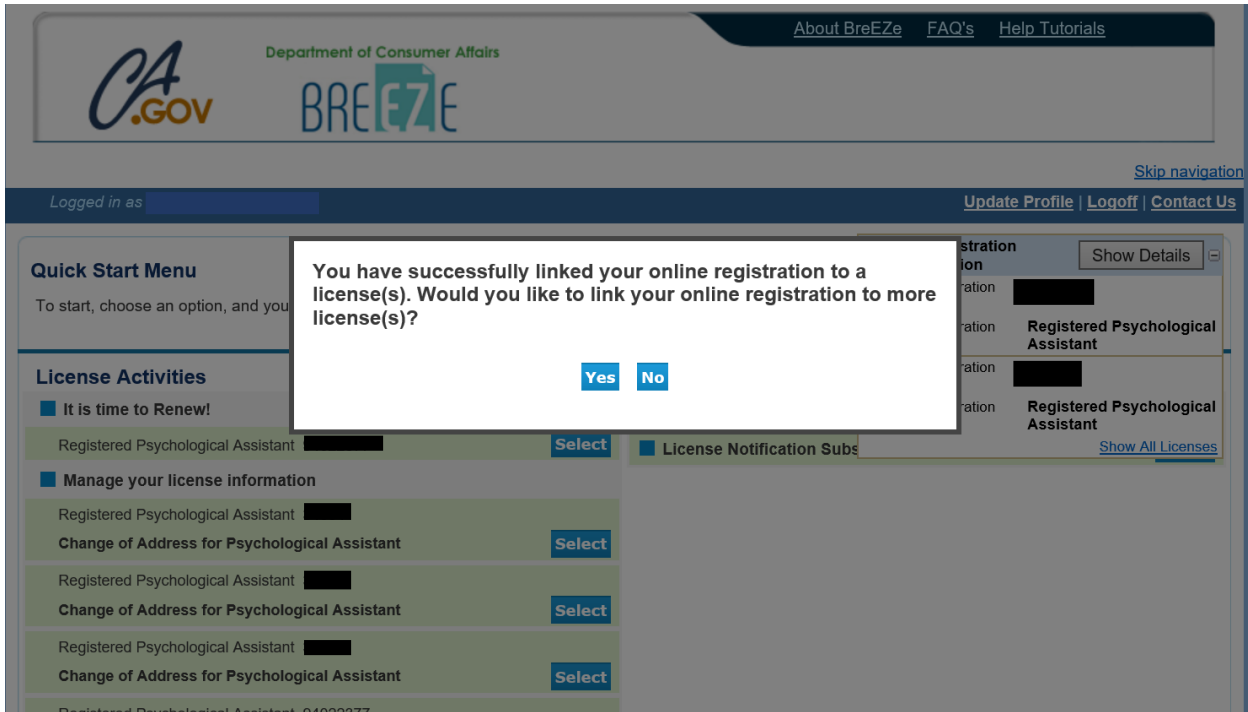 About BreEZe FAQ's Help Tutorials
CA
.GOV
Department of Consumer Affairs
BREEZE
Skip navigation
Logged in as
Update Profile | Logoff | Contact Us
Quick Start Menu
To start, choose an option, and you
You have successfully linked your online registration to a
license(s). Would you like to link your online registration to more
license(s)?
Yes No
stration
ion
Show Details
ration
ration Registered Psychological
Assistant
ration
ration Registered Psychological
Assistant
Show All Licenses
License Activities
It is time to Renew!
Registered Psychological Assistant
Select
Manage your license information
Registered Psychological Assistant
Change of Address for Psychological Assistant
Select
Registered Psychological Assistant
Change of Address for Psychological Assistant
Select
Registered Psychological Assistant
Change of Address for Psychological Assistant
Select
Registered Psychological Assistant
License Notification Subs